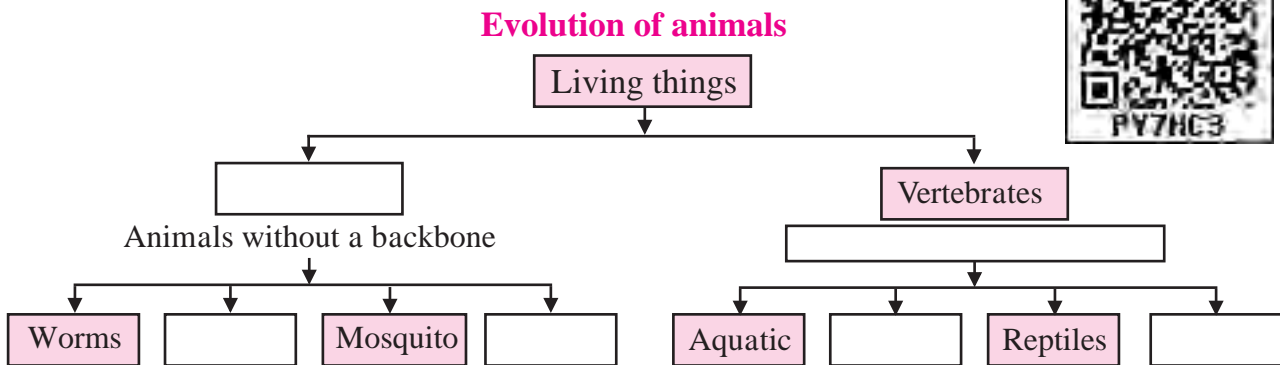 Evolution of animals
Living things
PY7HC3
Vertebrates
Animals without a backbone
Worms
Mosquito
Aquatic
Reptiles